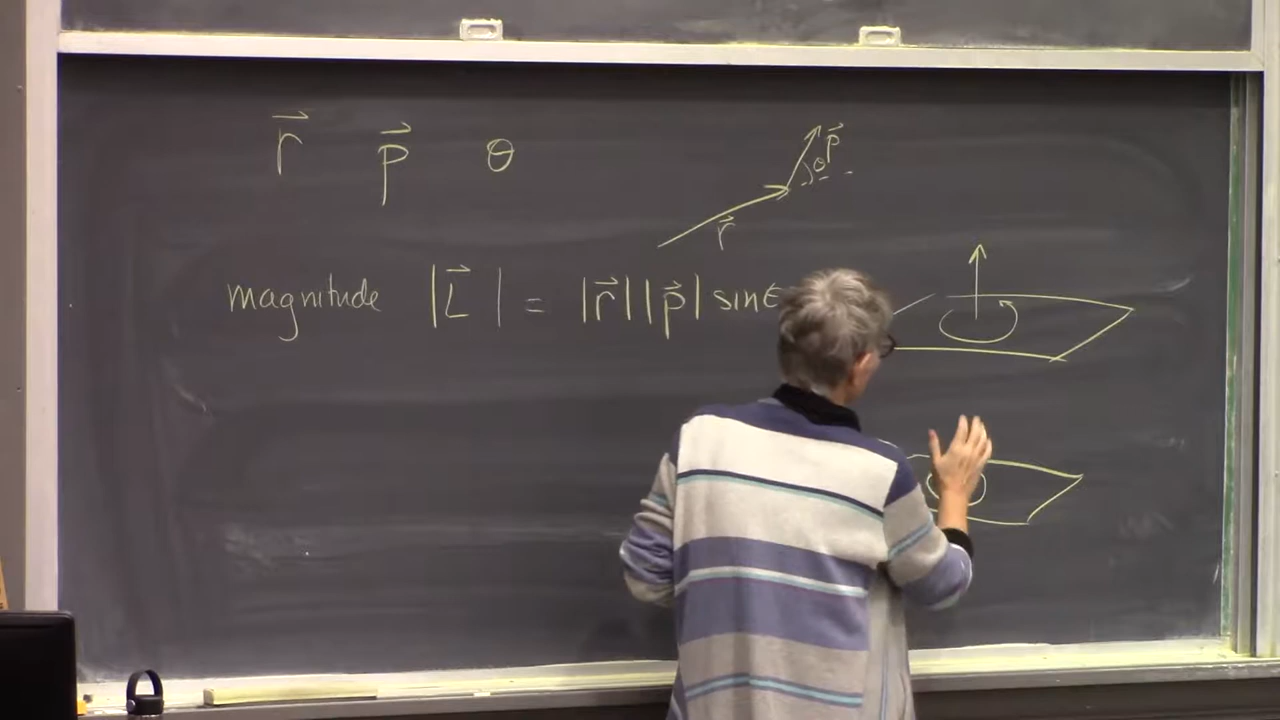 r⃗ p⃗ θ
p⃗
θ
r⃗
magnitude |L⃗| = |r⃗||p⃗| sin